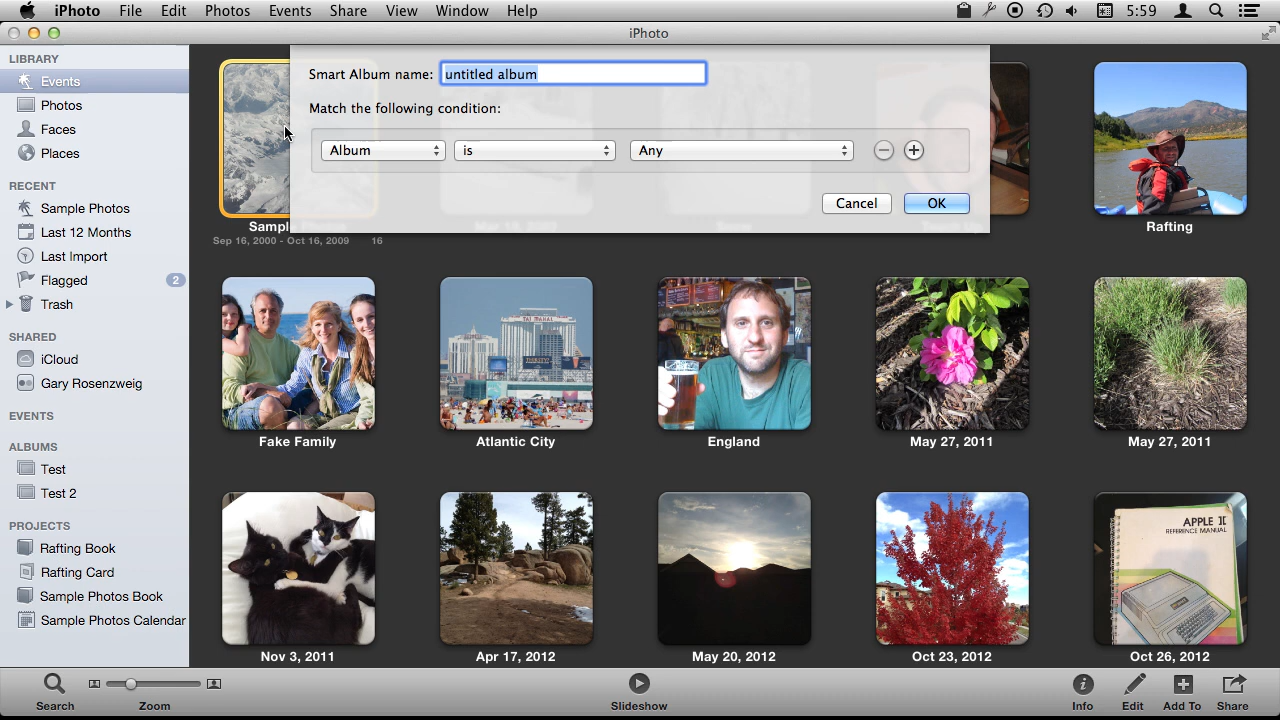 iPhoto File Edit Photos Events Share View Window Help 5:59
iPhoto
LIBRARY
Events
Photos
Faces
Places
RECENT
Sample Photos
Last 12 Months
Last Import
Flagged 2
Trash
SHARED
iCloud
Gary Rosenzweig
EVENTS
ALBUMS
Test
Test 2
PROJECTS
Rafting Book
Rafting Card
Sample Photos Book
Sample Photos Calendar
Smart Album name: untitled album
Match the following condition:
Album is Any
Cancel OK
Sampl
Sep 16, 2000 - Oct 16, 2009 16
Rafting
Fake Family
TAJ MAHAL
Atlantic City
England
May 27, 2011
May 27, 2011
Nov 3, 2011
Apr 17, 2012
May 20, 2012
Oct 23, 2012
APPLE II
REFERENCE MANUAL
Oct 26, 2012
Search Zoom Slideshow Info Edit Add To Share